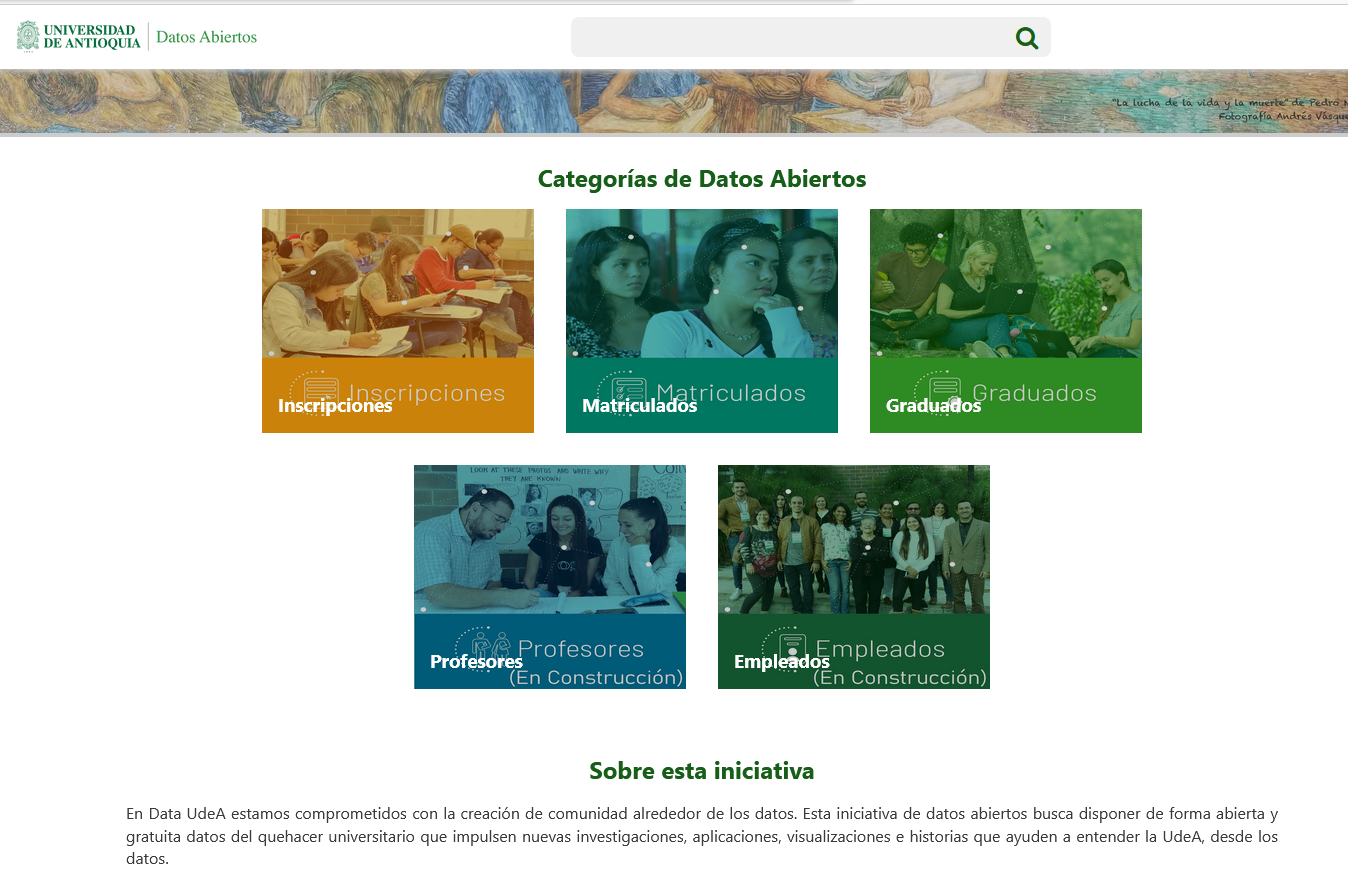 UNIVERSIDAD
DE ANTIOQUIA
Datos Abiertos
"La lucha de la vida y la muerte" de Pedro N
Fotografía Andrés Vásque
Categorías de Datos Abiertos
Inscripciones
Inscripciones
Matriculados
Matriculados
Graduados
Graduados
LOOK AT THESE PHOTOS AND WRITE WHY
THEY ARE KNOWN
Profesores
Profesores
(En Construcción)
Empleados
Empleados
(En Construcción)
Sobre esta iniciativa
En Data UdeA estamos comprometidos con la creación de comunidad alrededor de los datos. Esta iniciativa de datos abiertos busca disponer de forma abierta y
gratuita datos del quehacer universitario que impulsen nuevas investigaciones, aplicaciones, visualizaciones e historias que ayuden a entender la UdeA, desde los
datos.